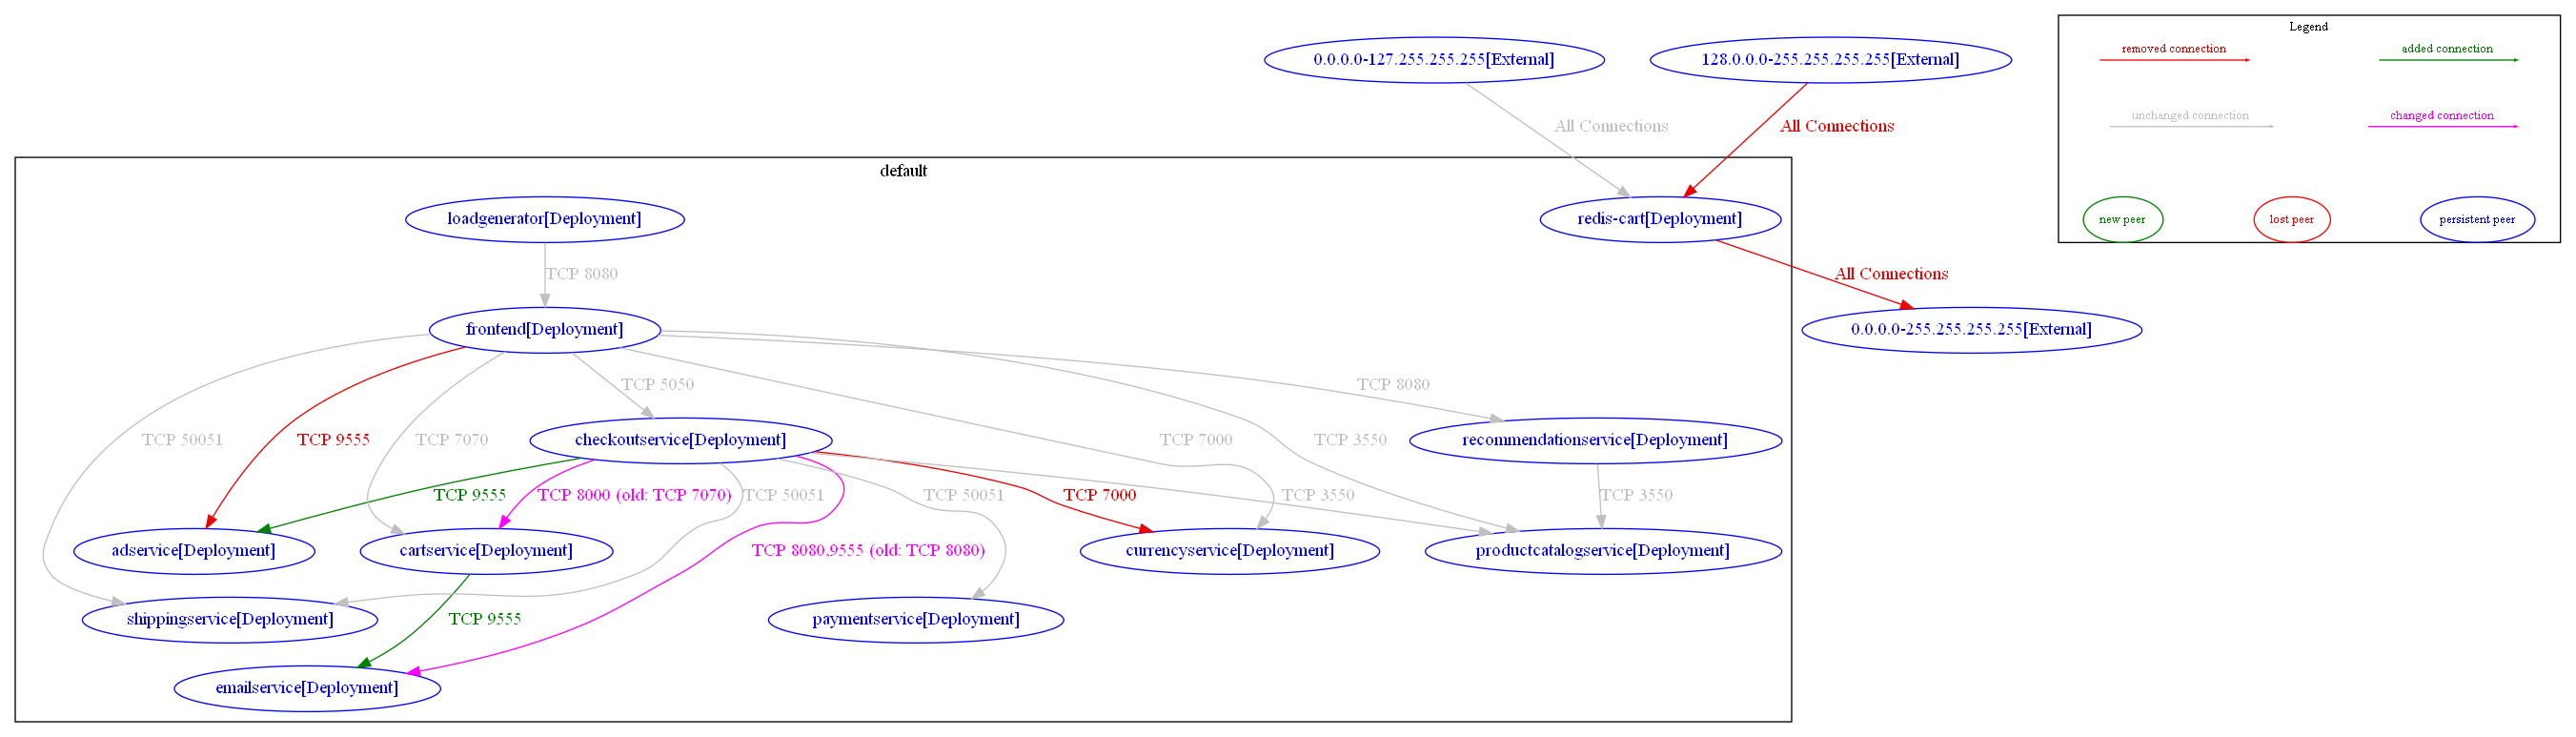 Legend
removed connection
added connection
0.0.0.0-127.255.255.255[External]
128.0.0.0-255.255.255.255[External]
unchanged connection
changed connection
All Connections
All Connections
default
loadgenerator[Deployment]
redis-cart[Deployment]
new peer
lost peer
persistent peer
TCP 8080
All Connections
frontend[Deployment]
0.0.0.0-255.255.255.255[External]
TCP 5050
TCP 8080
TCP 50051
TCP 9555
TCP 7070
checkoutservice[Deployment]
TCP 7000
TCP 3550
recommendationservice[Deployment]
TCP 9555
TCP 8000 (old: TCP 7070)
TCP 50051
TCP 50051
TCP 7000
TCP 3550
TCP 3550
adservice[Deployment]
cartservice[Deployment]
TCP 8080,9555 (old: TCP 8080)
currencyservice[Deployment]
productcatalogservice[Deployment]
shippingservice[Deployment]
TCP 9555
paymentservice[Deployment]
emailservice[Deployment]